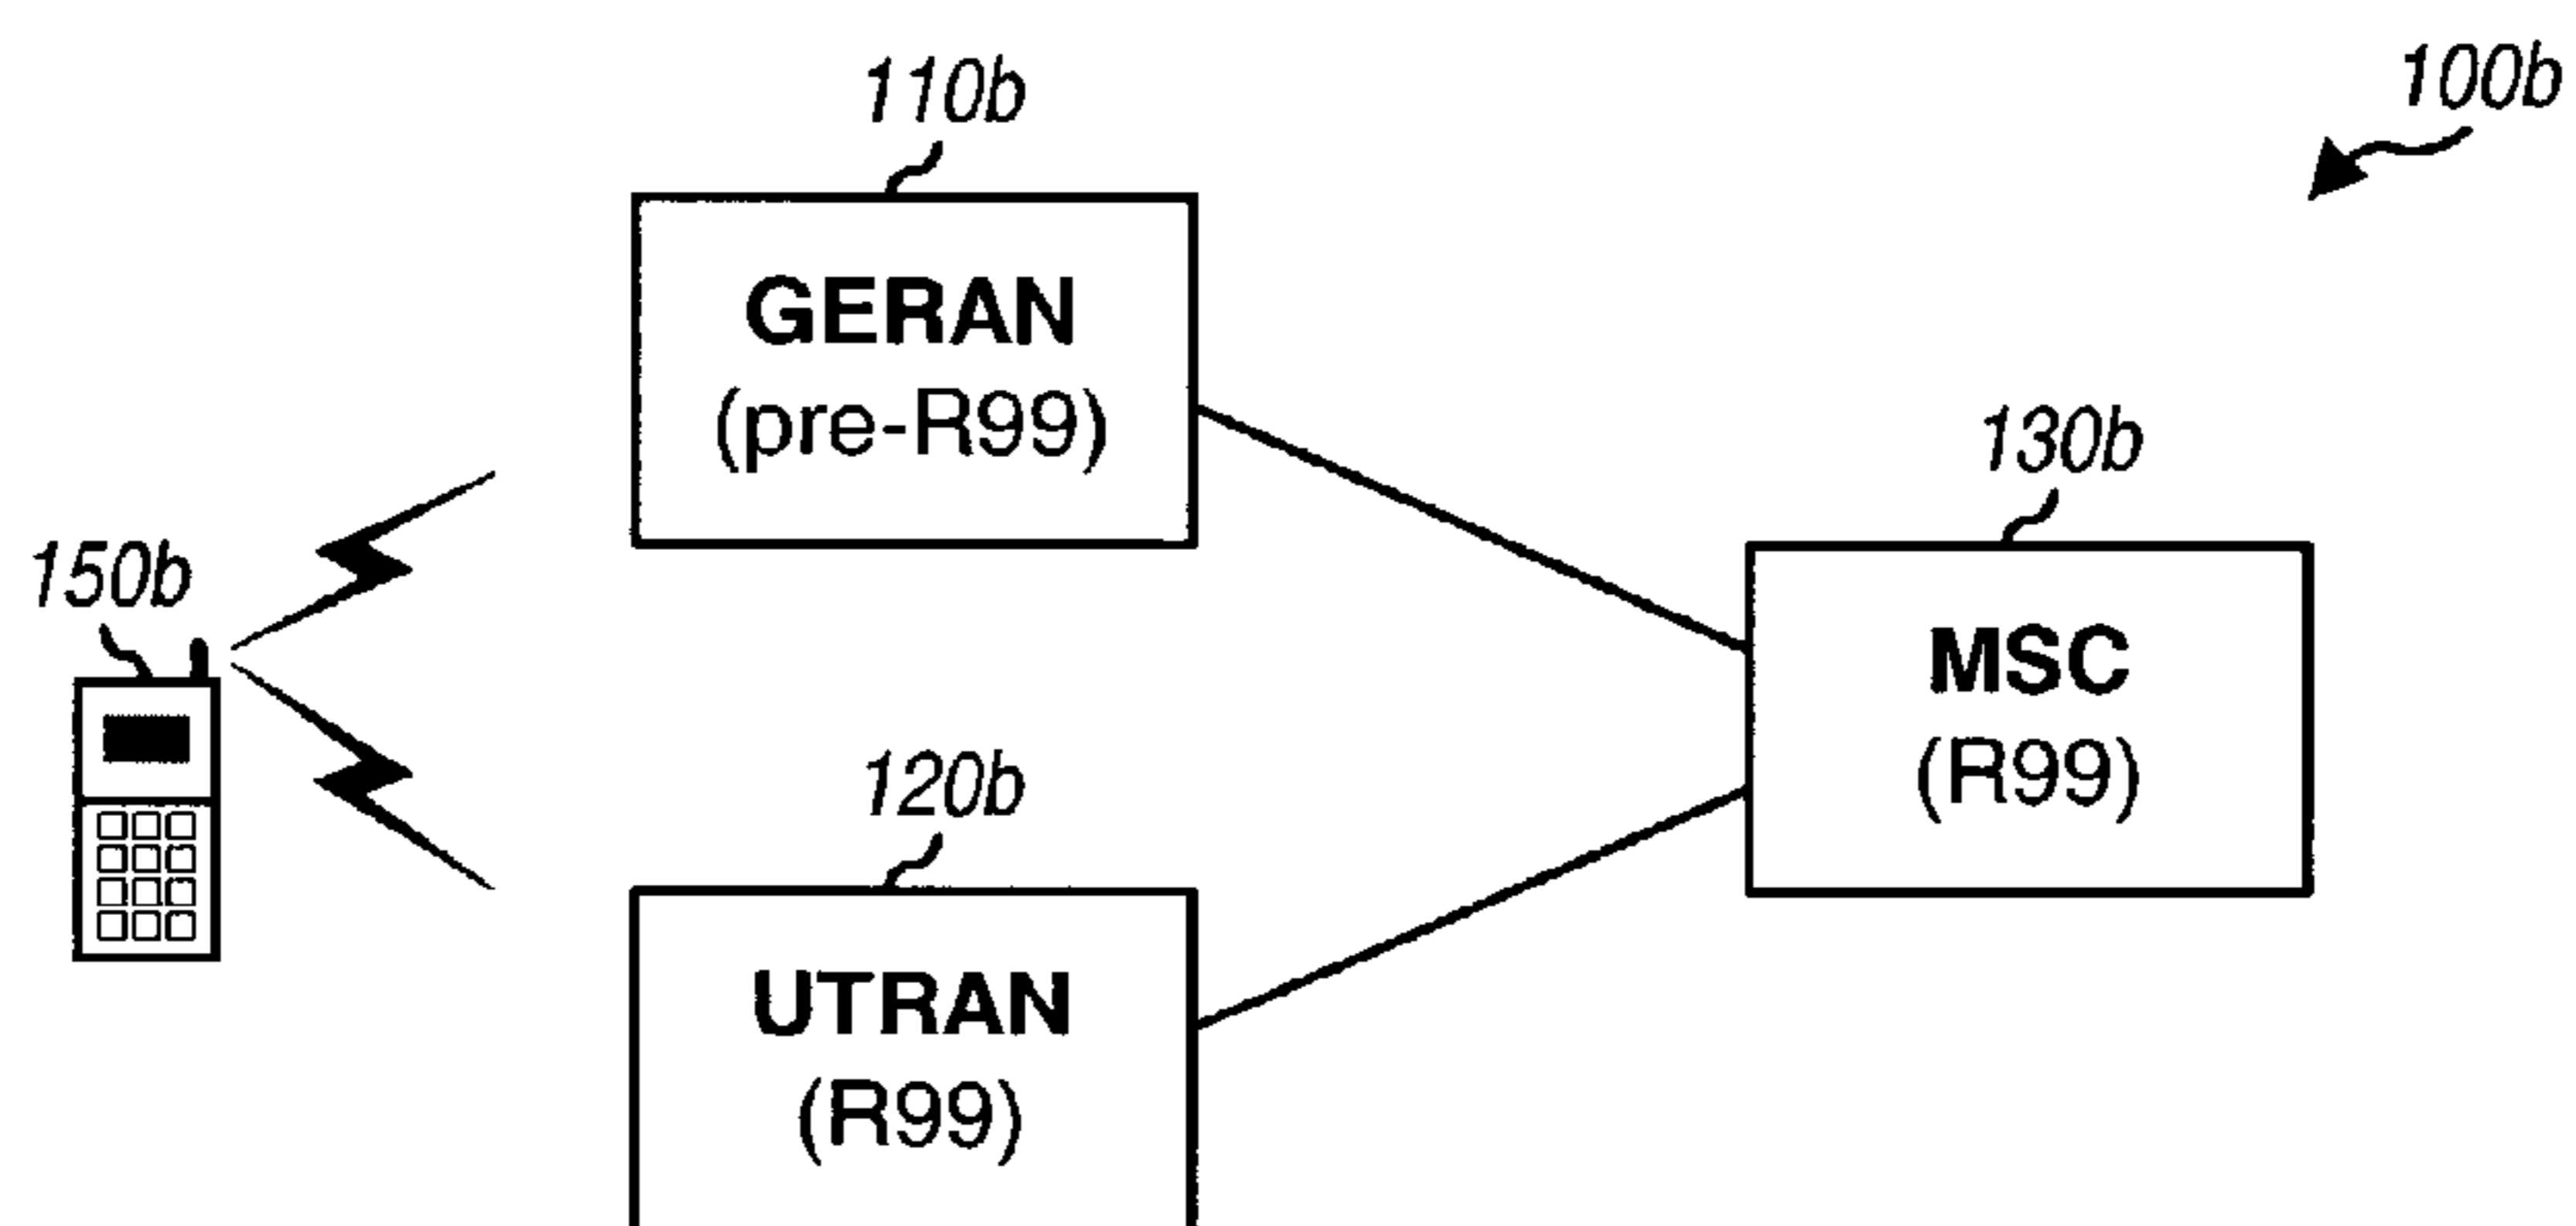 100b
110b
GERAN
(pre-R99)
130b
MSC
(R99)
150b
120b
UTRAN
(R99)